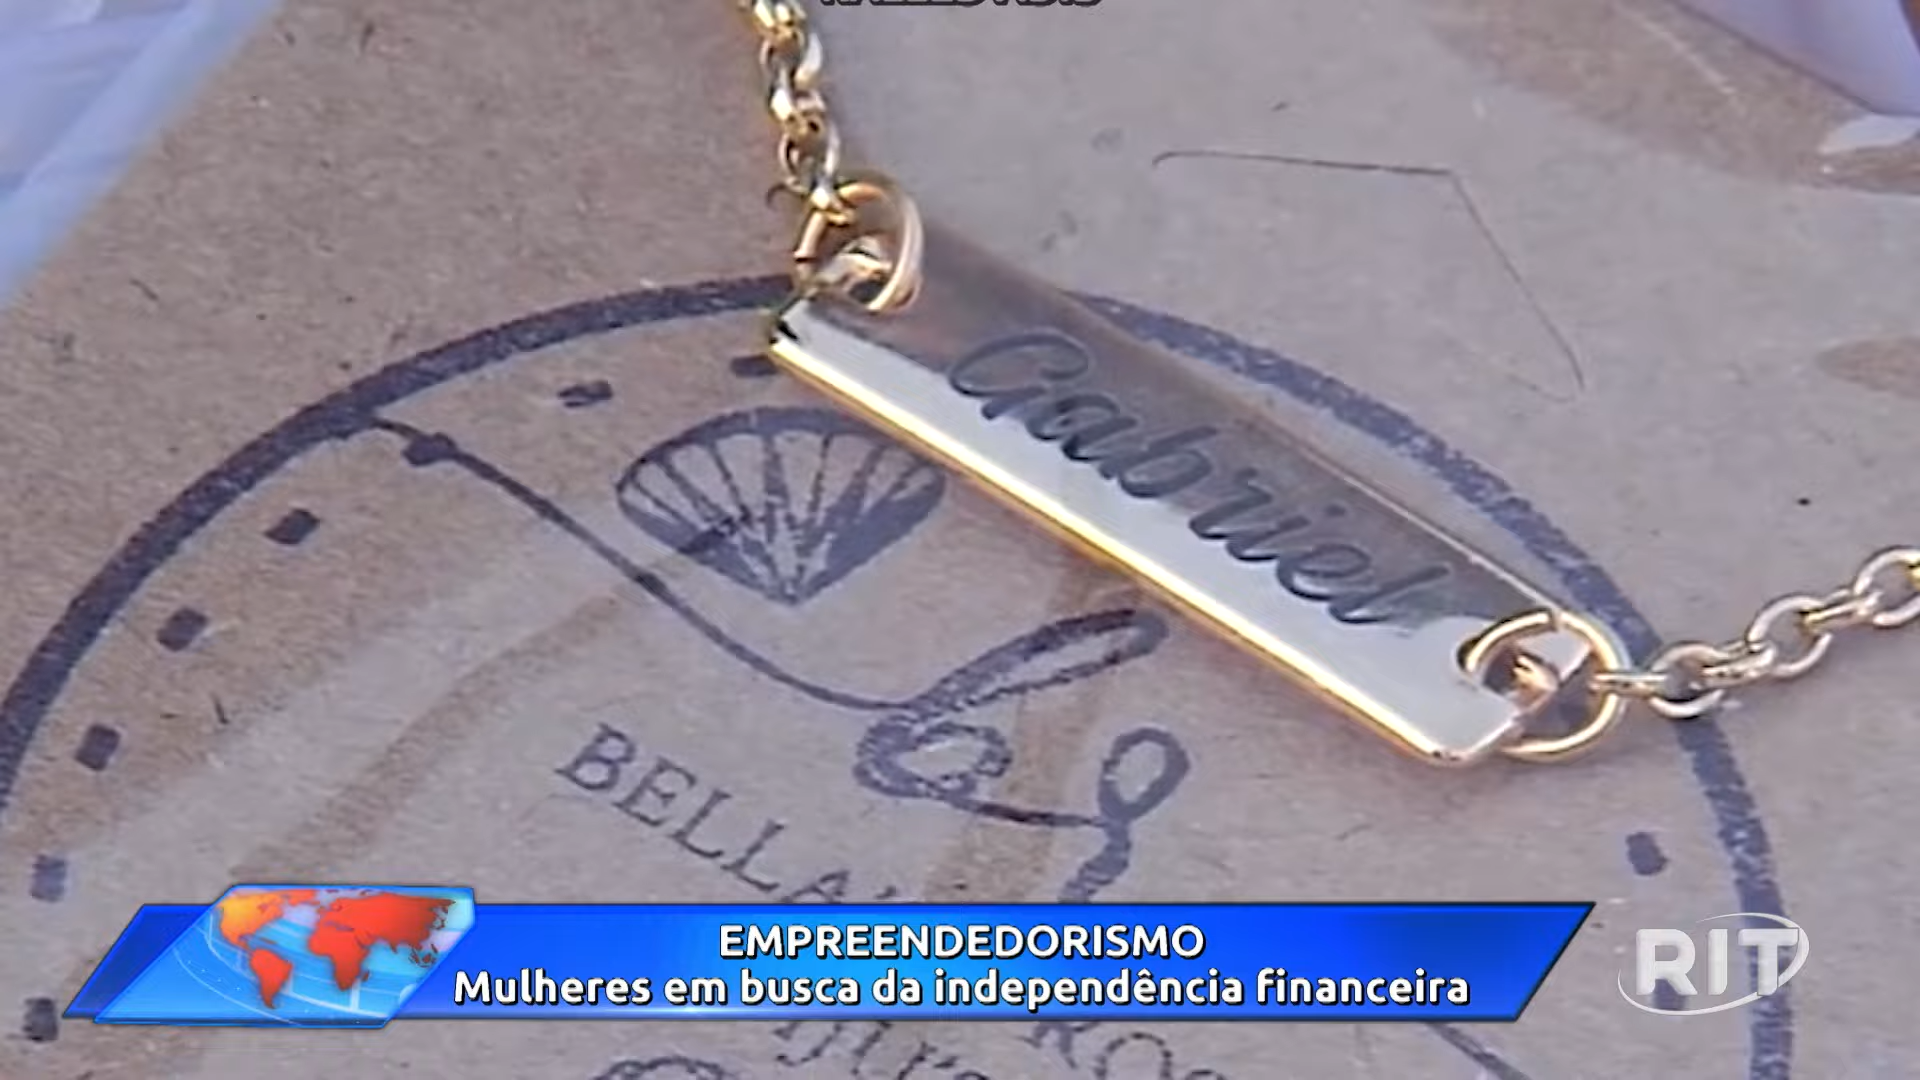 Gabriel
BELLA
EMPREENDEDORISMO
Mulheres em busca da independência financeira
RIT